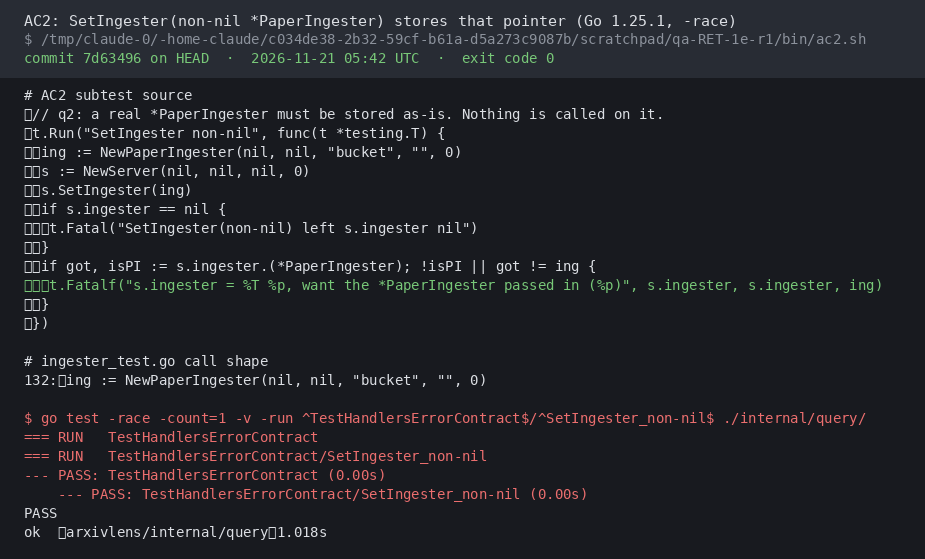 AC2: SetIngester(non-nil *PaperIngester) stores that pointer (Go 1.25.1, -race)
$ /tmp/claude-0/-home-claude/c034de38-2b32-59cf-b61a-d5a273c9087b/scratchpad/qa-RET-1e-r1/bin/ac2.sh
commit 7d63496 on HEAD · 2026-11-21 05:42 UTC · exit code 0
# AC2 subtest source
// q2: a real *PaperIngester must be stored as-is. Nothing is called on it.
t.Run("SetIngester non-nil", func(t *testing.T) {
ing := NewPaperIngester(nil, nil, "bucket", "", 0)
s := NewServer(nil, nil, nil, 0)
s.SetIngester(ing)
if s.ingester == nil {
t.Fatal("SetIngester(non-nil) left s.ingester nil")
}
if got, isPI := s.ingester.(*PaperIngester); !isPI || got != ing {
t.Fatalf("s.ingester = %T %p, want the *PaperIngester passed in (%p)", s.ingester, s.ingester, ing)
}
})
# ingester_test.go call shape
132: ing := NewPaperIngester(nil, nil, "bucket", "", 0)
$ go test -race -count=1 -v -run ^TestHandlersErrorContract$/^SetIngester_non-nil$ ./internal/query/
=== RUN   TestHandlersErrorContract
=== RUN   TestHandlersErrorContract/SetIngester_non-nil
--- PASS: TestHandlersErrorContract (0.00s)
    --- PASS: TestHandlersErrorContract/SetIngester_non-nil (0.00s)
PASS
ok   arxivlens/internal/query 1.018s